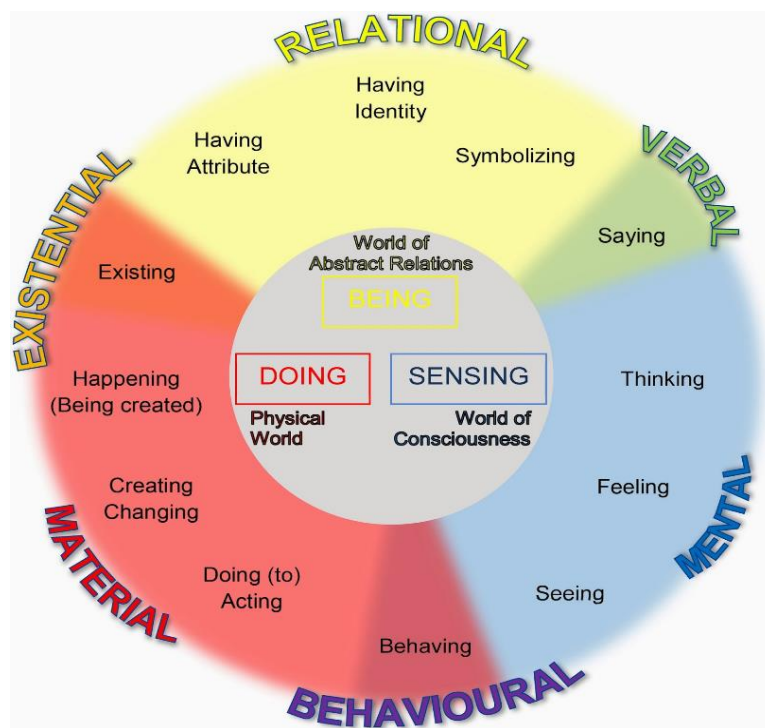 RELATIONAL
Having
Identity
Having
Attribute
Symbolizing
VERBAL
Saying
EXISTENTIAL
Existing
World of
Abstract Relations
BEING
DOING
SENSING
Physical
World
World of
Consciousness
Happening
(Being created)
Thinking
Creating
Changing
Feeling
MENTAL
MATERIAL
Doing (to)
Acting
Seeing
Behaving
BEHAVIOURAL